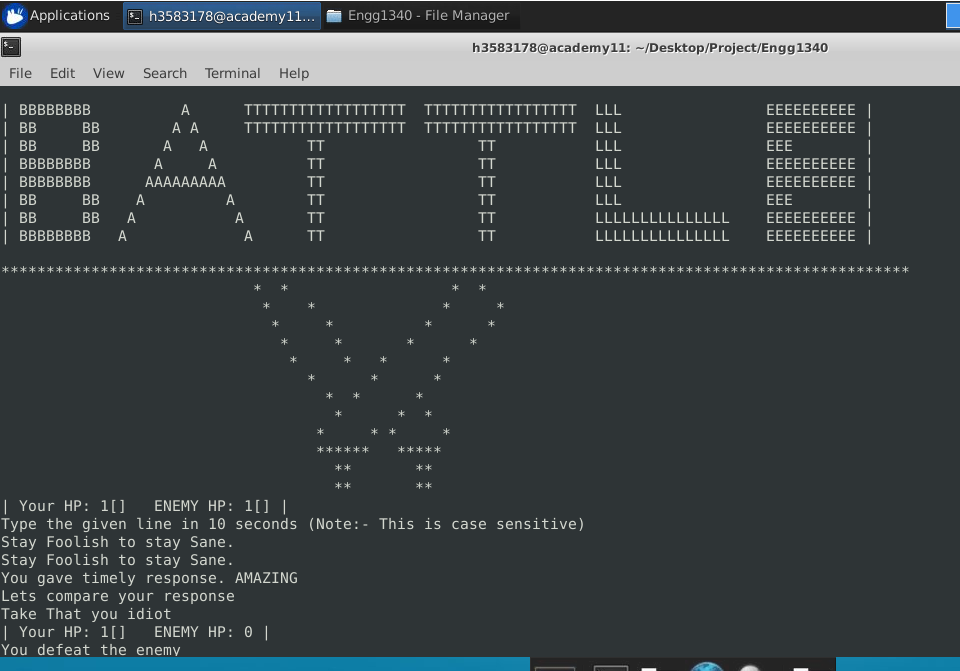 Applications h3583178@academy11... Engg1340 - File Manager
h3583178@academy11: ~/Desktop/Project/Engg1340
File Edit View Search Terminal Help
| BBBBBBBB          A      TTTTTTTTTTTTTTTTTT  TTTTTTTTTTTTTTTTT  LLL                EEEEEEEEEE |
| BB     BB        A A     TTTTTTTTTTTTTTTTTT  TTTTTTTTTTTTTTTTT  LLL                EEEEEEEEEE |
| BB     BB       A   A           TT                 TT           LLL                EEE        |
| BBBBBBBB       A     A          TT                 TT           LLL                EEEEEEEEEE |
| BBBBBBBB      AAAAAAAAA         TT                 TT           LLL                EEEEEEEEEE |
| BB     BB    A         A        TT                 TT           LLL                EEE        |
| BB     BB   A           A       TT                 TT           LLLLLLLLLLLLLLL    EEEEEEEEEE |
| BBBBBBBB   A             A      TT                 TT           LLLLLLLLLLLLLLL    EEEEEEEEEE |
*****************************************************************************************************
                            *  *                  *  *
                             *    *              *     *
                              *     *          *      *
                               *     *       *      *
                                *     *   *      *
                                  *      *      *
                                    *  *      *
                                     *      *  *
                                   *     * *     *
                                   ******   *****
                                     **       **
                                     **       **
| Your HP: 1[]   ENEMY HP: 1[] |
Type the given line in 10 seconds (Note:- This is case sensitive)
Stay Foolish to stay Sane.
Stay Foolish to stay Sane.
You gave timely response. AMAZING
Lets compare your response
Take That you idiot
| Your HP: 1[]   ENEMY HP: 0 |
You defeat the enemy